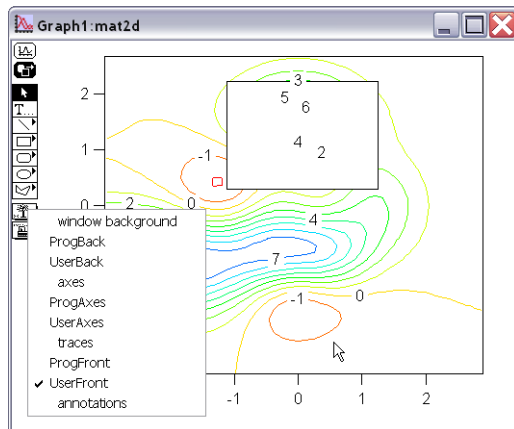 Graph1:mat2d
T...
2
1
0
3
5
6
4
2
-1
2
0
4
7
-1
0
window background
ProgBack
UserBack
axes
ProgAxes
UserAxes
traces
ProgFront
UserFront
annotations
-1
0
1
2